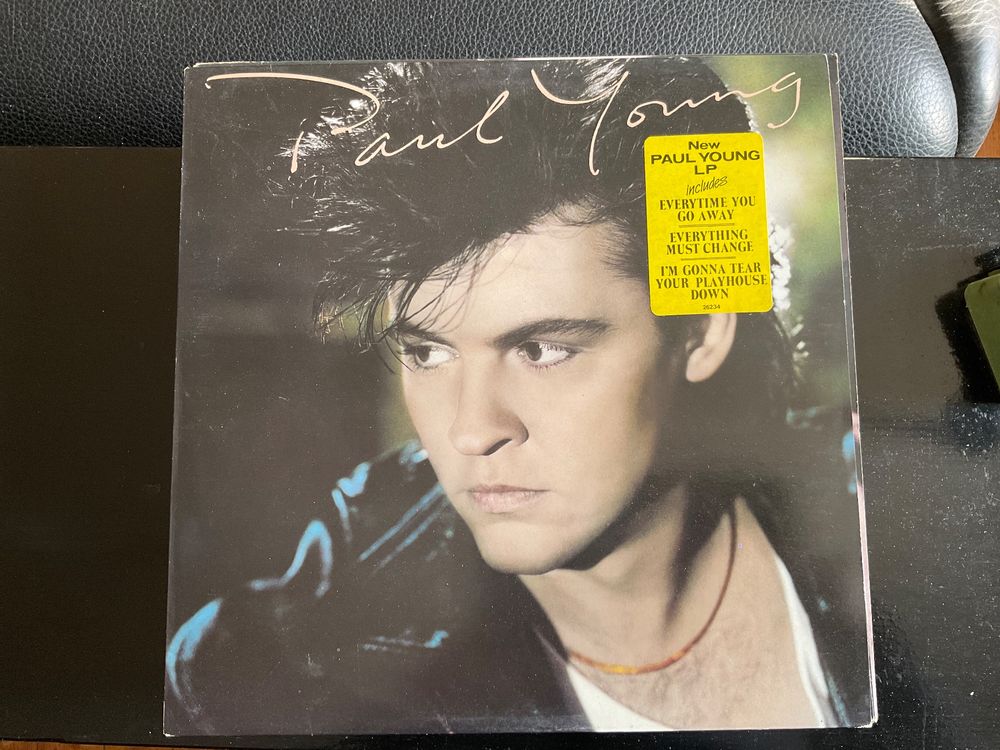 Paul Young
New
PAUL YOUNG
LP
includes
EVERYTIME YOU
GO AWAY
EVERYTHING
MUST CHANGE
I'M GONNA TEAR
YOUR PLAYHOUSE
DOWN
26234